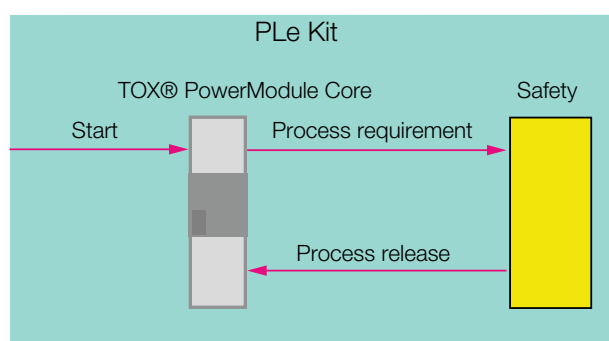 PLe Kit
TOX® PowerModule Core
Safety
Start
Process requirement
Process release